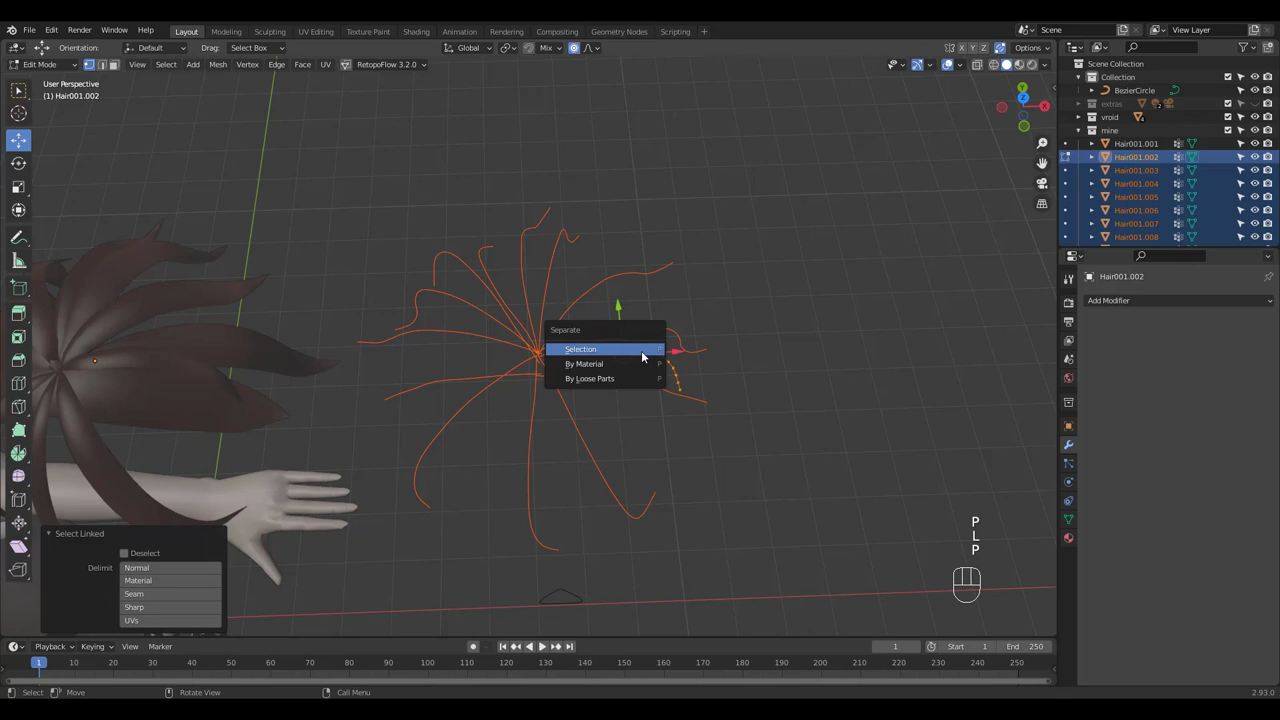 File Edit Render Window Help
Layout Modeling Sculpting UV Editing Texture Paint Shading Animation Rendering Compositing Geometry Nodes Scripting
Scene View Layer
Orientation: Default Drag: Select Box Global Mix X Y Z Options
Edit Mode View Select Add Mesh Vertex Edge Face UV RetopoFlow 3.2.0
User Perspective
(1) Hair001.002
Y
Z
X
Scene Collection
Collection
BezierCircle
extras 2
vroid 4
mine
Hair001.001
Hair001.002
Hair001.003
Hair001.004
Hair001.005
Hair001.006
Hair001.007
Hair001.008
Hair001.002
Add Modifier
Separate
Selection P
By Material P
By Loose Parts P
P
L
P
Select Linked
Deselect
Delimit Normal
Material
Seam
Sharp
UVs
Playback Keying View Marker 1 Start 1 End 250
1 10 20 30 40 50 60 70 80 90 100 110 120 130 140 150 160 170 180 190 200 210 220 230 240 250
Select Move Rotate View Call Menu 2.93.0